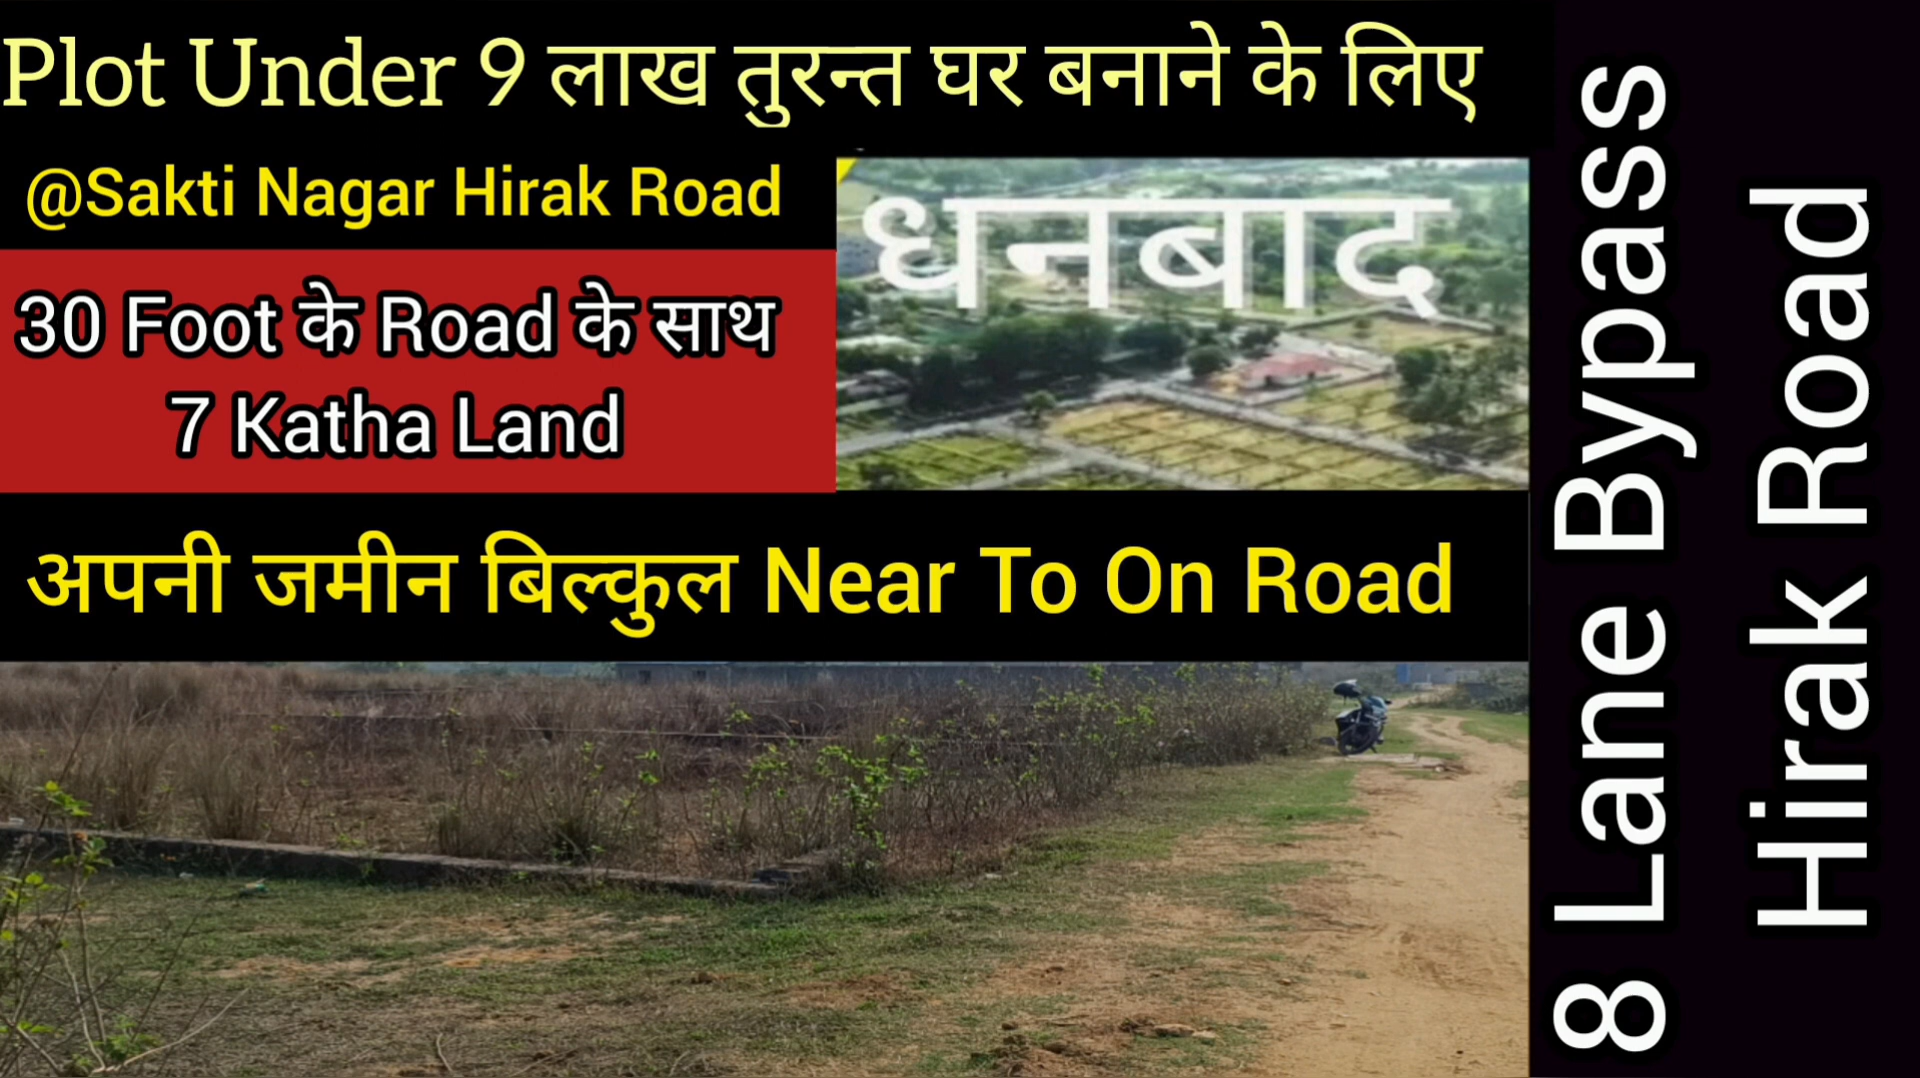 Plot Under 9 लाख तुरन्त घर बनाने के लिए
@Sakti Nagar Hirak Road
धनबाद
30 Foot के Road के साथ
7 Katha Land
अपनी जमीन बिल्कुल Near To On Road
8 Lane Bypass
Hirak Road